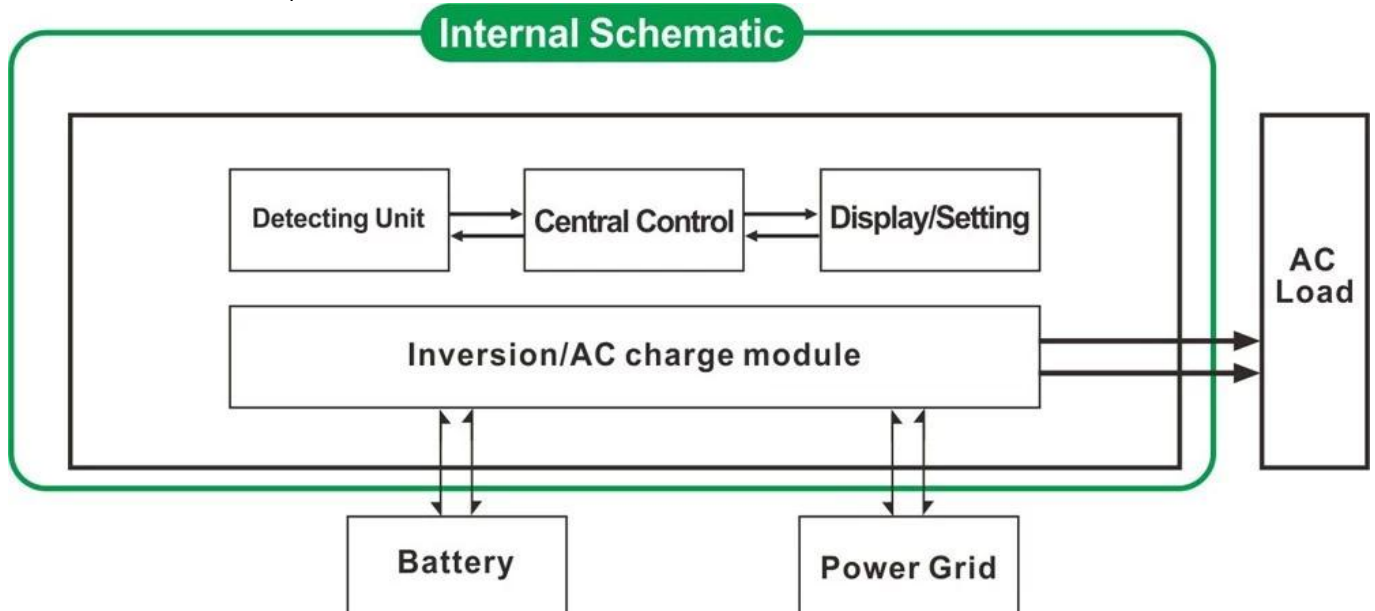 Internal Schematic
Detecting Unit
Central Control
Display/Setting
AC
Load
Inversion/AC charge module
Battery
Power Grid